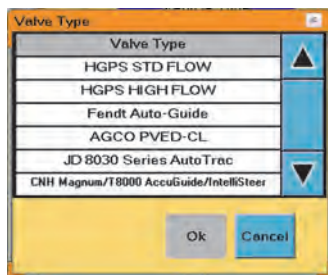 Valve Type
Valve Type
HGPS STD FLOW
HGPS HIGH FLOW
Fendt Auto-Guide
AGCO PVED-CL
JD 8030 Series AutoTrac
CNH Magnum/T8000 AccuGuide/IntelliSteer
Ok
Cancel